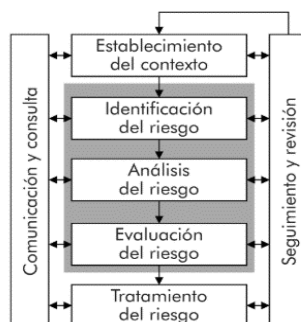 Establecimiento
del contexto
Identificación
del riesgo
Análisis
del riesgo
Evaluación
del riesgo
Tratamiento
del riesgo
Comunicación y consulta
Seguimiento y revisión